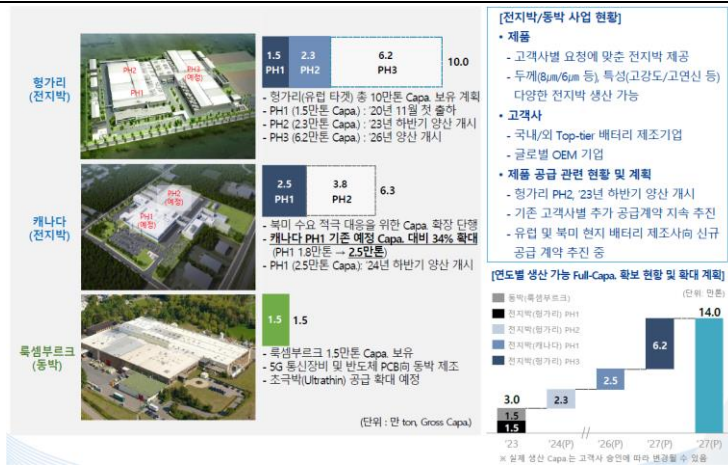 헝가리
(전지박)
PH2
PH3
(예정)
PH1
1.5
PH1
2.3
PH2
6.2
PH3
10.0
- 헝가리(유럽 타겟) 총 10만톤 Capa. 보유 계획
- PH1 (1.5만톤 Capa.) : '20년 11월 첫 출하
- PH2 (2.3만톤 Capa.) : '23년 하반기 양산 개시
- PH3 (6.2만톤 Capa.) : '26년 양산 개시
캐나다
(전지박)
PH2
(예정)
PH1
(예정)
2.5
PH1
3.8
PH2
6.3
- 북미 수요 적극 대응을 위한 Capa. 확장 단행
- 캐나다 PH1 기존 예정 Capa. 대비 34% 확대
(PH1 1.8만톤 → 2.5만톤)
- PH1 (2.5만톤 Capa.): '24년 하반기 양산 개시
룩셈부르크
(동박)
1.5
1.5
- 룩셈부르크 1.5만톤 Capa. 보유
- 5G 통신장비 및 반도체 PCB向 동박 제조
- 초극박(Ultrathin) 공급 확대 예정
(단위 : 만 ton, Gross Capa.)
[전지박/동박 사업 현황]
• 제품
- 고객사별 요청에 맞춘 전지박 제공
- 두께(8㎛/6㎛ 등), 특성(고강도/고연신 등)
다양한 전지박 생산 가능
• 고객사
- 국내/외 Top-tier 배터리 제조기업
- 글로벌 OEM 기업
• 제품 공급 관련 현황 및 계획
- 헝가리 PH2, '23년 하반기 양산 개시
- 기존 고객사별 추가 공급계약 지속 추진
- 유럽 및 북미 현지 배터리 제조사向 신규
공급 계약 추진 중
[연도별 생산 가능 Full-Capa. 확보 현황 및 확대 계획]
(단위: 만톤)
동박(룩셈부르크)
전지박(헝가리) PH1
전지박(헝가리) PH2
전지박(캐나다) PH1
전지박(헝가리) PH3
3.0
1.5
1.5
2.3
2.5
6.2
14.0
'23
'24(P)
'26(P)
'27(P)
'27(P)
※ 실제 생산 Capa.는 고객사 승인에 따라 변경될 수 있음